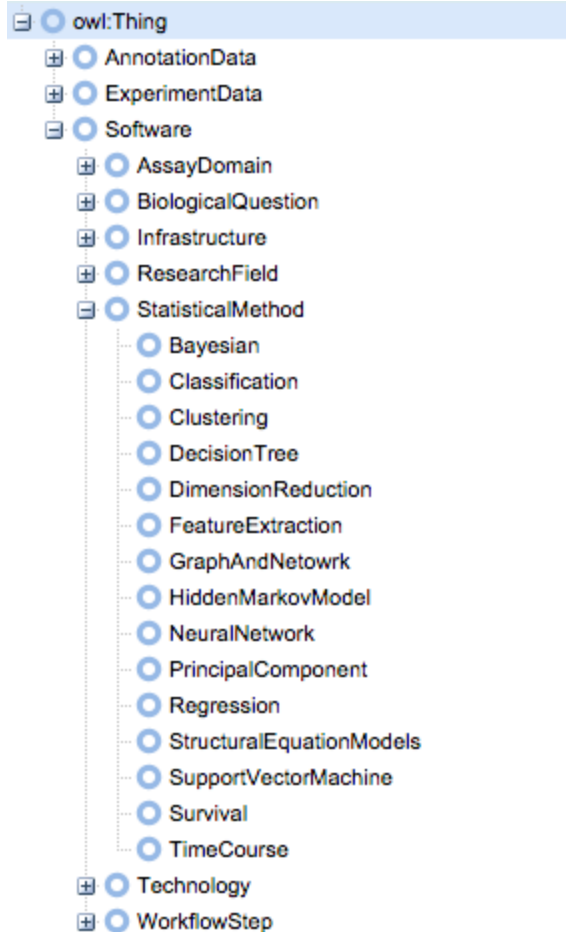 owl:Thing
AnnotationData
ExperimentData
Software
AssayDomain
BiologicalQuestion
Infrastructure
ResearchField
StatisticalMethod
Bayesian
Classification
Clustering
DecisionTree
DimensionReduction
FeatureExtraction
GraphAndNetowrk
HiddenMarkovModel
NeuralNetwork
PrincipalComponent
Regression
StructuralEquationModels
SupportVectorMachine
Survival
TimeCourse
Technology
WorkflowStep